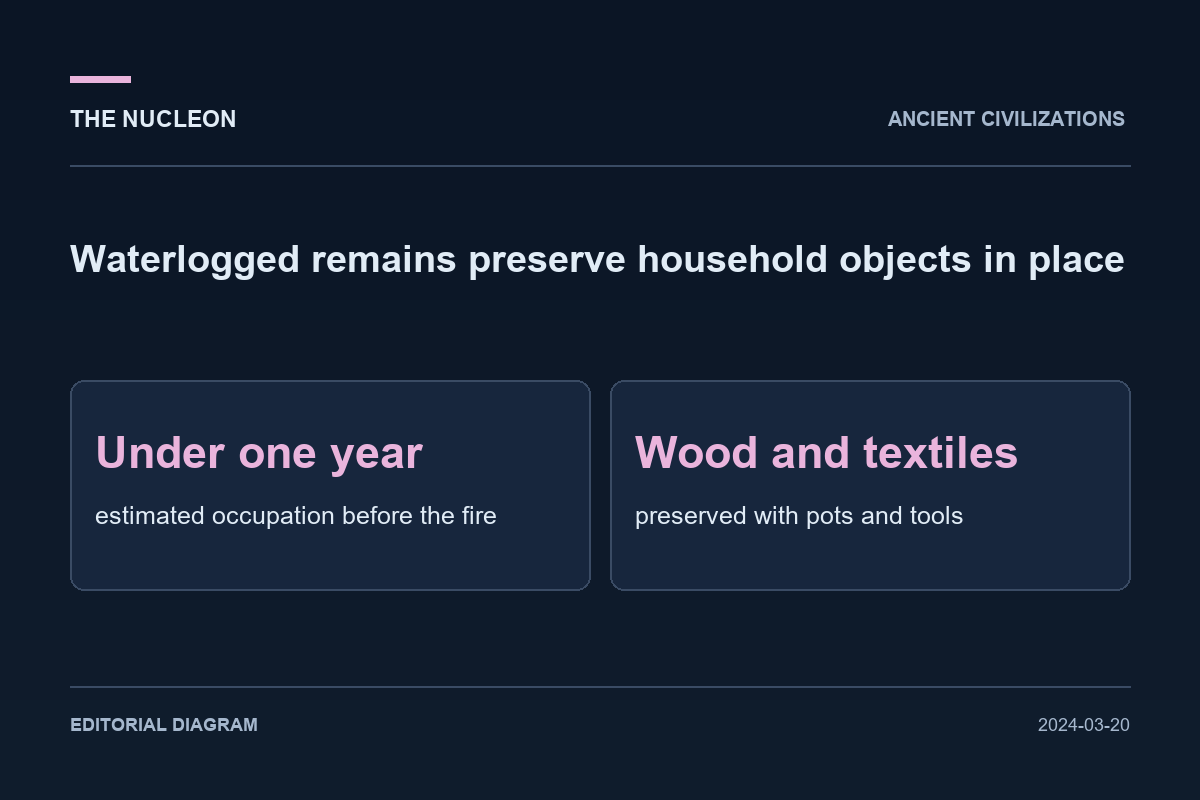 THE NUCLEON
ANCIENT CIVILIZATIONS
Waterlogged remains preserve household objects in place
Under one year
estimated occupation before the fire
Wood and textiles
preserved with pots and tools
EDITORIAL DIAGRAM
2024-03-20